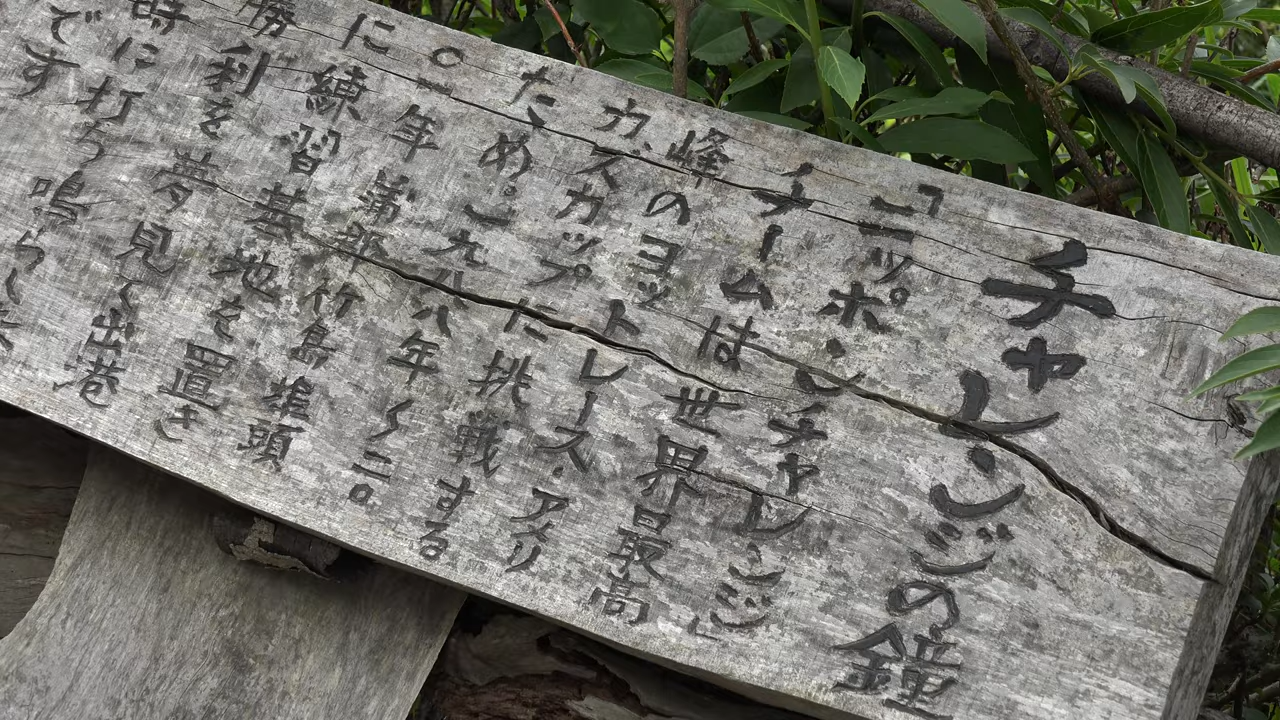 チャレンジの鐘
「ニッポンチャレンジ」
チームは世界最高
峰のヨットレース・アメリ
カズカップに挑戦する
ため。一九八八年〜二〇
〇一年蒲郡竹島埠頭
に練習基地を置き
勝利を夢見て出港
時に打ち鳴らした
です